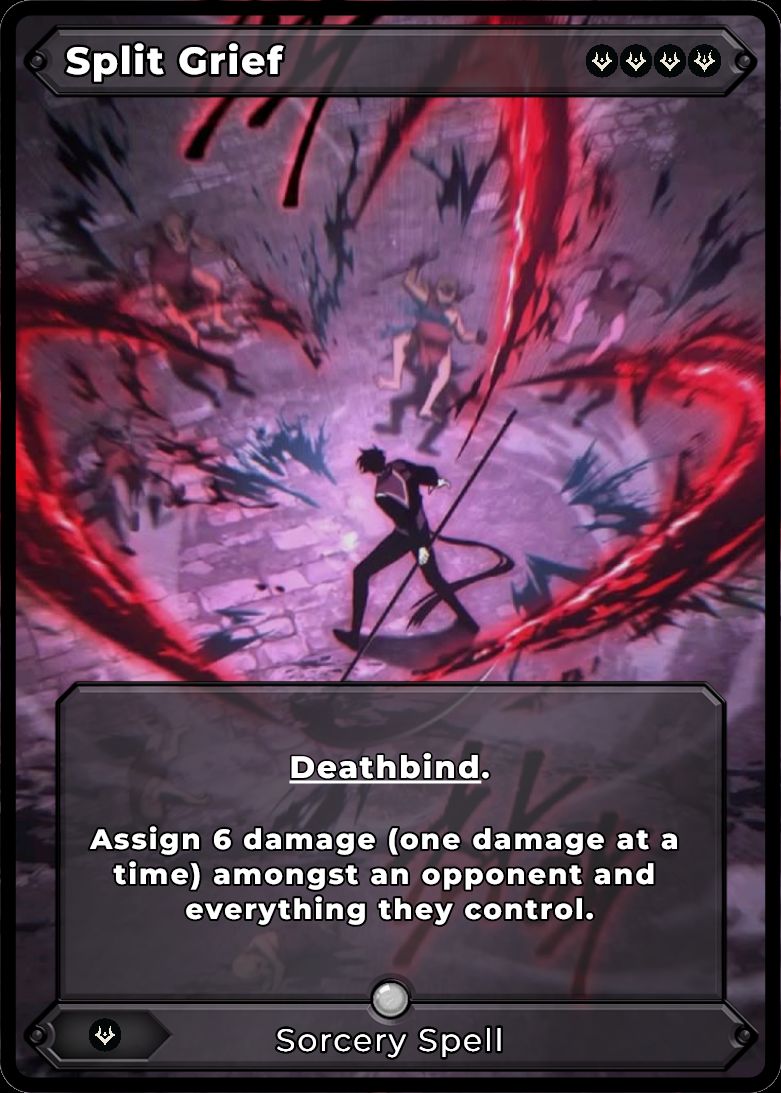 Split Grief
Deathbind.
Assign 6 damage (one damage at a
time) amongst an opponent and
everything they control.
Sorcery Spell